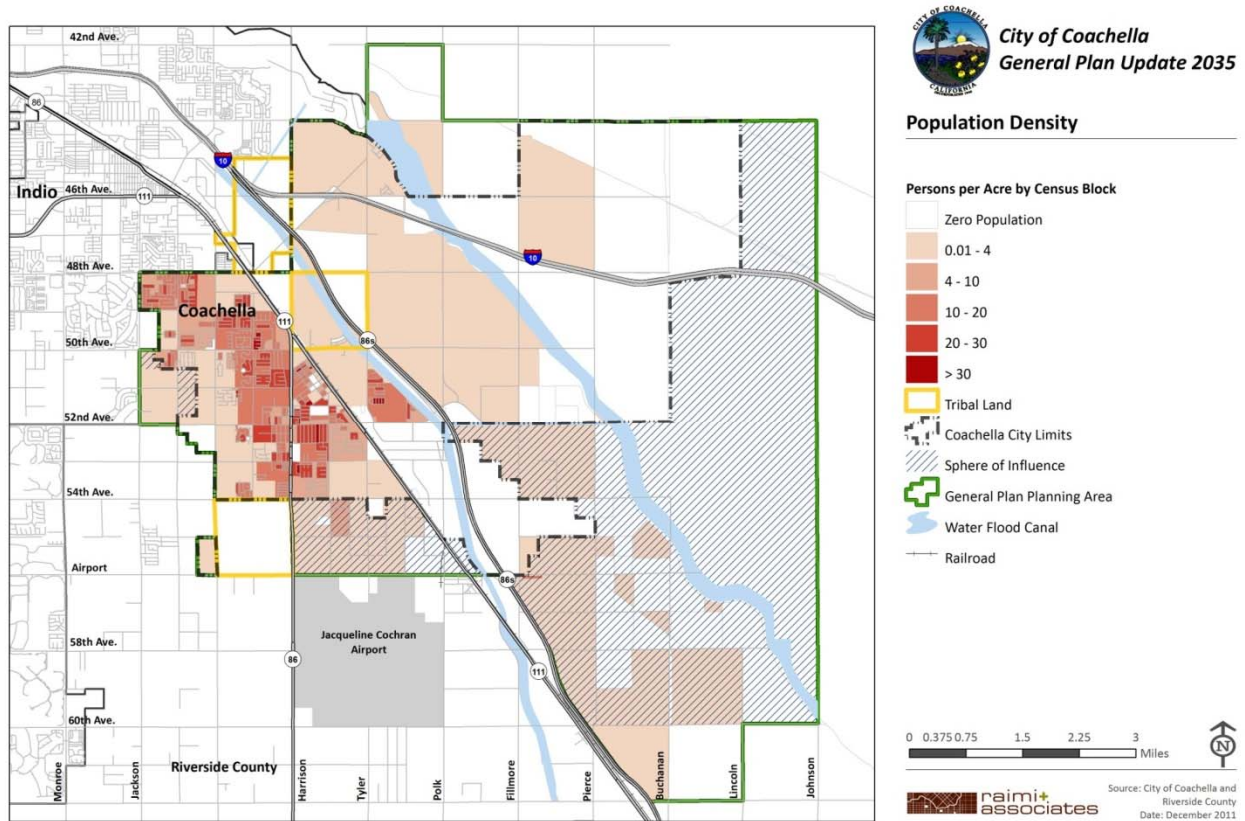 42nd Ave.
86
10
Indio
46th Ave.
111
10
48th Ave.
Coachella
111
50th Ave.
86s
52nd Ave.
54th Ave.
Airport
86s
Jacqueline Cochran
Airport
58th Ave.
86
111
60th Ave.
Riverside County
Monroe
Jackson
Harrison
Tyler
Polk
Fillmore
Pierce
Buchanan
Lincoln
Johnson
CITY OF COACHELLA
CALIFORNIA
City of Coachella
General Plan Update 2035
Population Density
Persons per Acre by Census Block
Zero Population
0.01 - 4
4 - 10
10 - 20
20 - 30
> 30
Tribal Land
Coachella City Limits
Sphere of Influence
General Plan Planning Area
Water Flood Canal
Railroad
0 0.375 0.75 1.5 2.25 3
Miles
N
raimi+
associates
Source: City of Coachella and
Riverside County
Date: December 2011